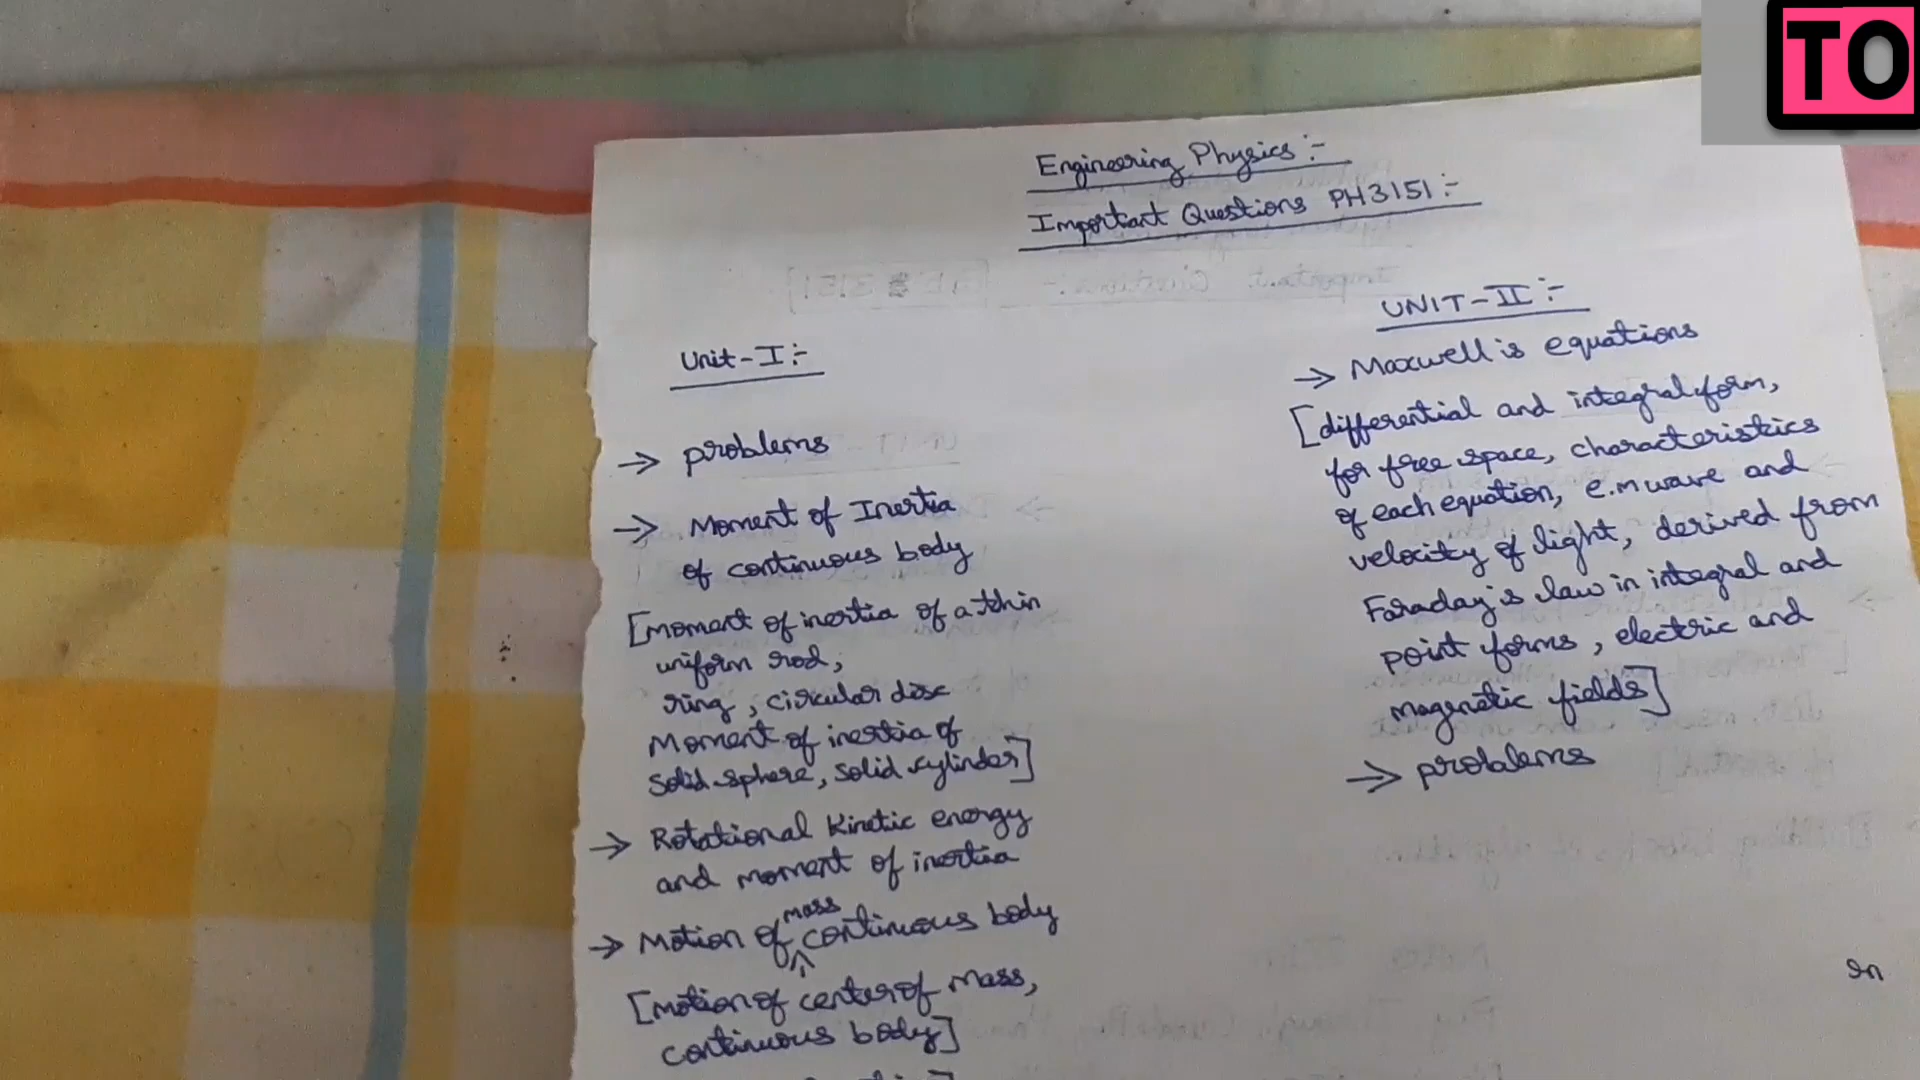 TO
Engineering Physics :-
Important Questions PH3151 :-
Unit-I :-
→ problems
→ Moment of Inertia
of continuous body
[moment of inertia of a thin
uniform rod,
ring, circular disc
Moment of inertia of
solid sphere, solid cylinder]
→ Rotational Kinetic energy
and moment of inertia
→ Motion of mass continuous body
[motion of center of mass,
continuous body]
UNIT-II :-
→ Maxwell's equations
[differential and integral form,
for free space, characteristics
of each equation, e.m wave and
velocity of light, derived from
Faraday's law in integral and
point forms, electric and
magnetic fields]
→ problems